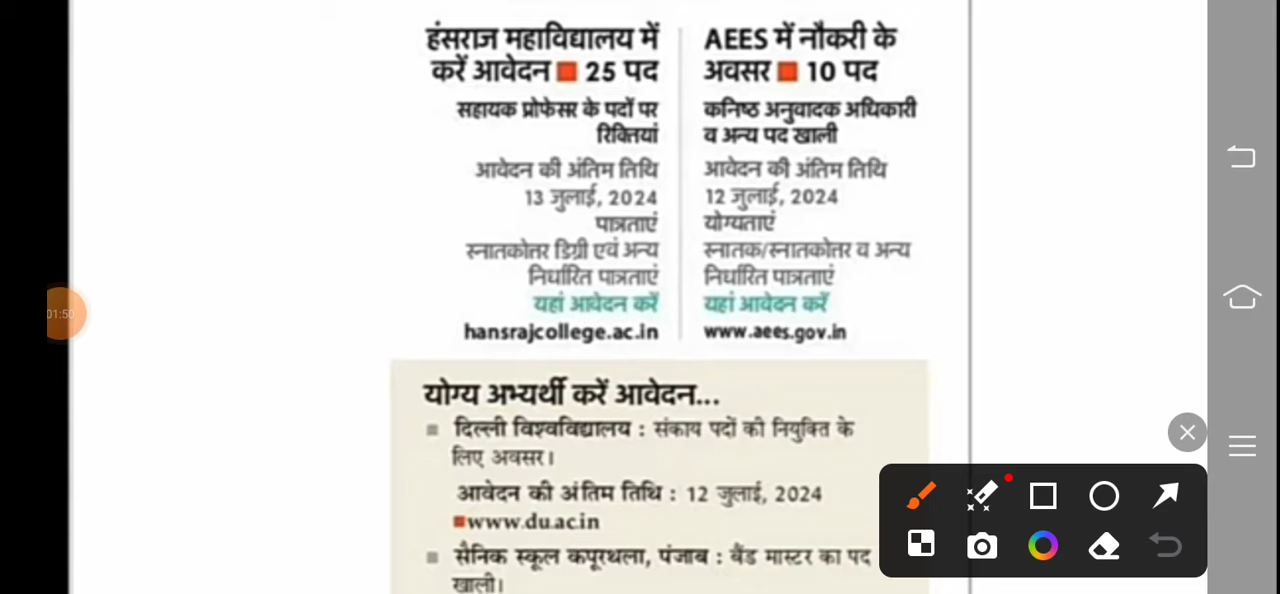 हंसराज महाविद्यालय में
करें आवेदन ■ 25 पद
सहायक प्रोफेसर के पदों पर
रिक्तियां
आवेदन की अंतिम तिथि
13 जुलाई, 2024
पात्रताएं
स्नातकोत्तर डिग्री एवं अन्य
निर्धारित पात्रताएं
यहां आवेदन करें
hansrajcollege.ac.in
AEES में नौकरी के
अवसर ■ 10 पद
कनिष्ठ अनुवादक अधिकारी
व अन्य पद खाली
आवेदन की अंतिम तिथि
12 जुलाई, 2024
योग्यताएं
स्नातक/स्नातकोत्तर व अन्य
निर्धारित पात्रताएं
यहां आवेदन करें
www.aees.gov.in
01:50
योग्य अभ्यर्थी करें आवेदन...
■ दिल्ली विश्वविद्यालय : संकाय पदों की नियुक्ति के
लिए अवसर।
आवेदन की अंतिम तिथि : 12 जुलाई, 2024
■www.du.ac.in
■ सैनिक स्कूल कपूरथला, पंजाब : बैंड मास्टर का पद
खाली।